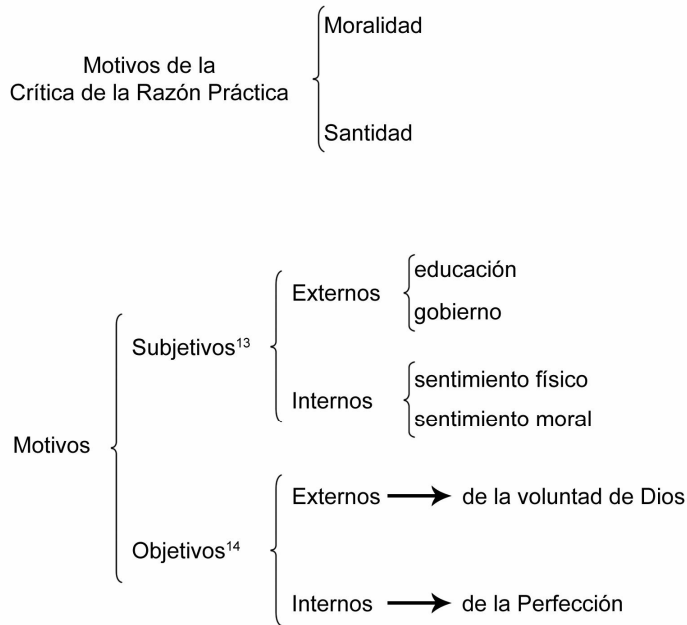 Moralidad
Motivos de la
Crítica de la Razón Práctica
Santidad
Externos
educación
gobierno
Subjetivos¹³
Internos
sentimiento físico
sentimiento moral
Motivos
Externos → de la voluntad de Dios
Objetivos¹⁴
Internos → de la Perfección